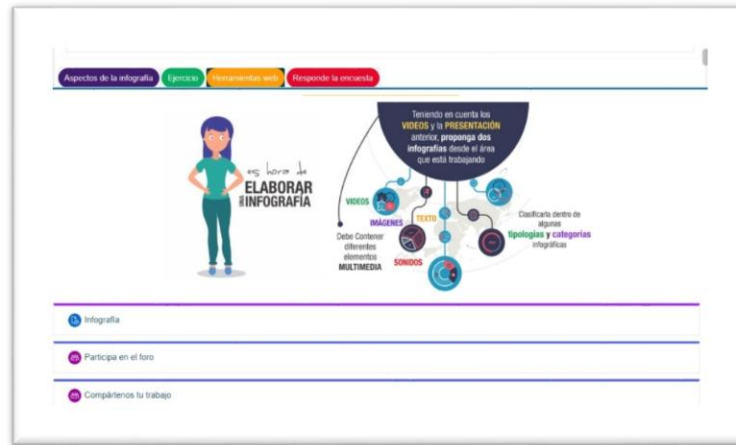 Aspectos de la infografía
Ejercicio
Herramientas web
Responde la encuesta
es hora de
ELABORAR
UNA INFOGRAFÍA
Teniendo en cuenta los
VIDEOS y la PRESENTACIÓN
anterior, proponga dos
infografías desde el área
que está trabajando
VIDEOS
IMÁGENES
TEXTO
SONIDOS
Debe Contener
diferentes
elementos
MULTIMEDIA
Clasificarla dentro de
algunas
tipologías y categorías
infográficas
Infografía
Participa en el foro
Compártenos tu trabajo